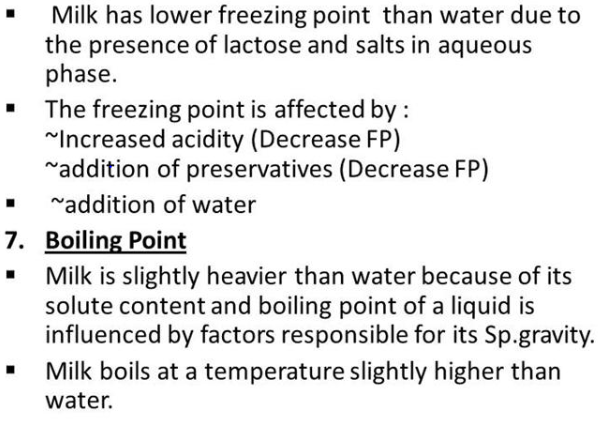 ▪ Milk has lower freezing point than water due to
the presence of lactose and salts in aqueous
phase.
▪ The freezing point is affected by :
~Increased acidity (Decrease FP)
~addition of preservatives (Decrease FP)
▪ ~addition of water
7. Boiling Point
▪ Milk is slightly heavier than water because of its
solute content and boiling point of a liquid is
influenced by factors responsible for its Sp.gravity.
▪ Milk boils at a temperature slightly higher than
water.